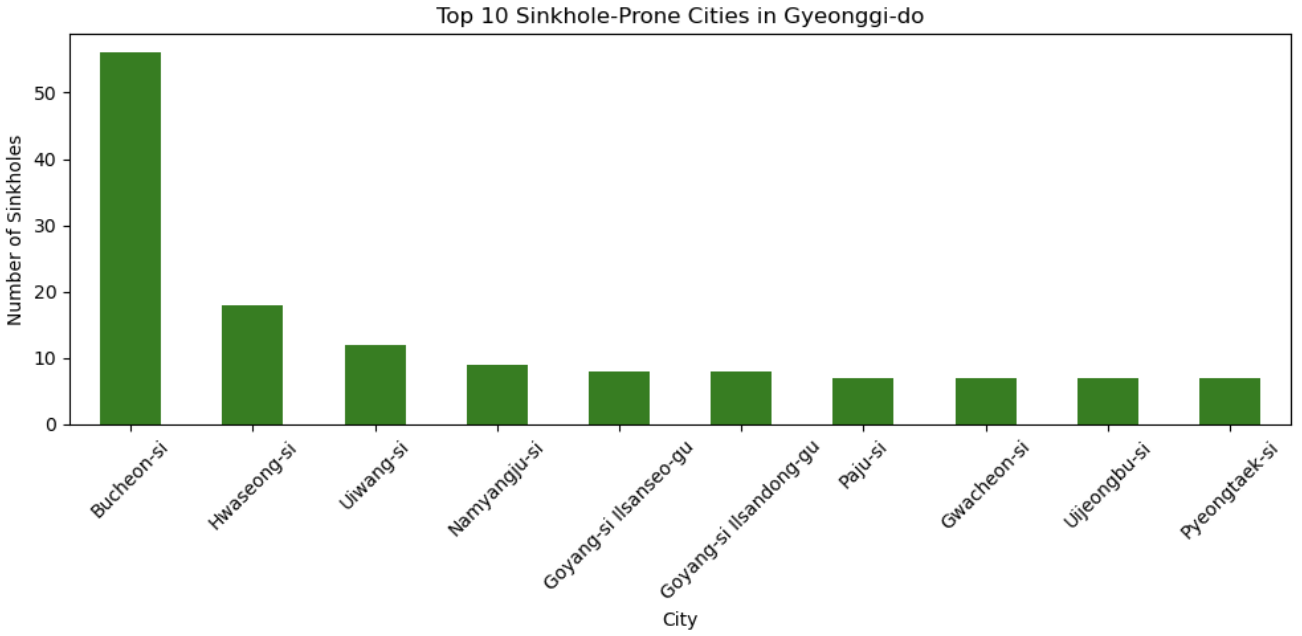 Top 10 Sinkhole-Prone Cities in Gyeonggi-do
Number of Sinkholes
50
40
30
20
10
0
Bucheon-si
Hwaseong-si
Uiwang-si
Namyangju-si
Goyang-si Ilsanseo-gu
Goyang-si Ilsandong-gu
Paju-si
Gwacheon-si
Uijeongbu-si
Pyeongtaek-si
City